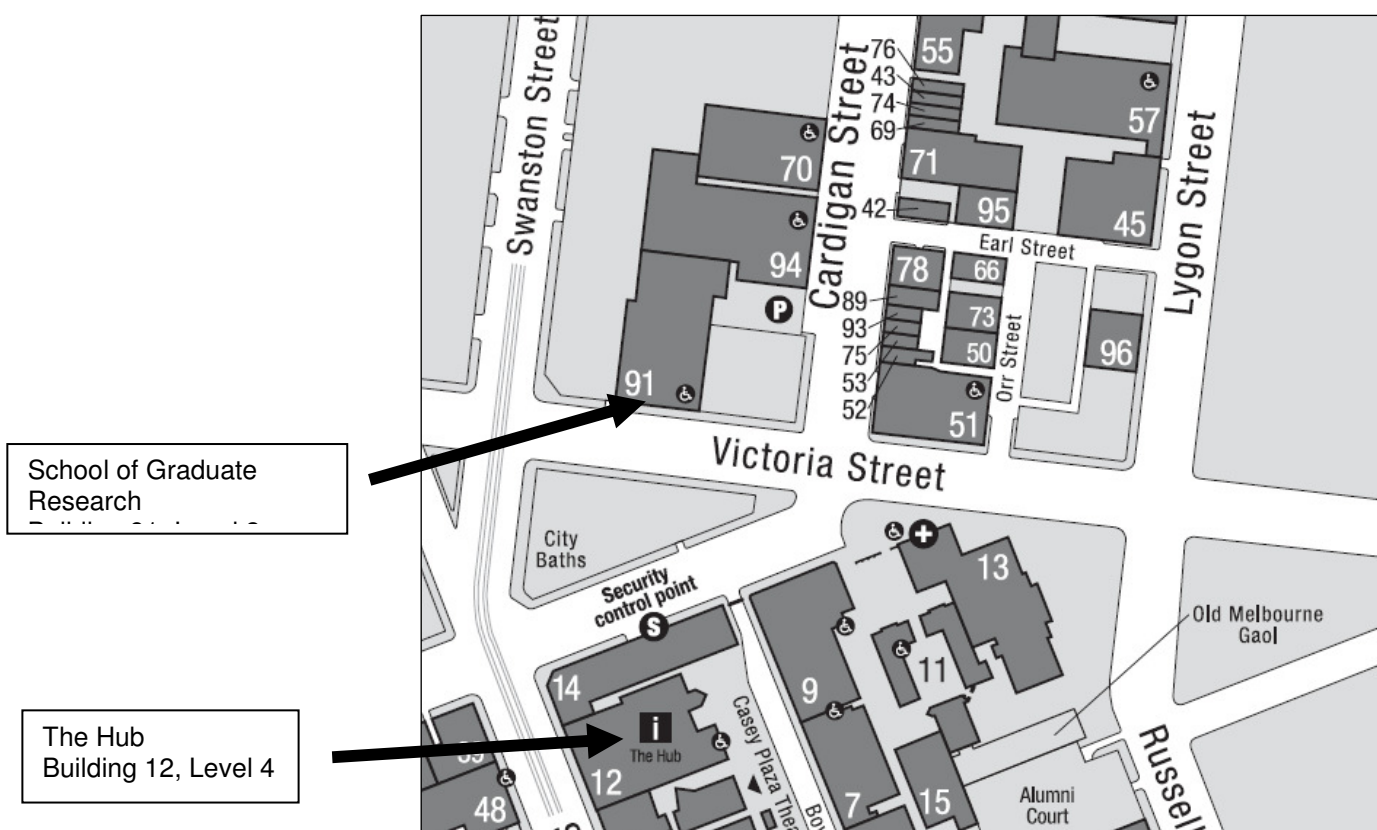 School of Graduate
Research
The Hub
Building 12, Level 4
Swanston Street
Cardigan Street
Lygon Street
76
43
74
69
55
57
71
70
42
95
45
Earl Street
94
78
66
P
89
93
75
53
52
73
50
Orr Street
96
91
51
Victoria Street
City
Baths
Security
control point
S
13
Old Melbourne
Gaol
14
9
11
i
The Hub
12
Casey Plaza
48
7
15
Alumni
Court
Russell